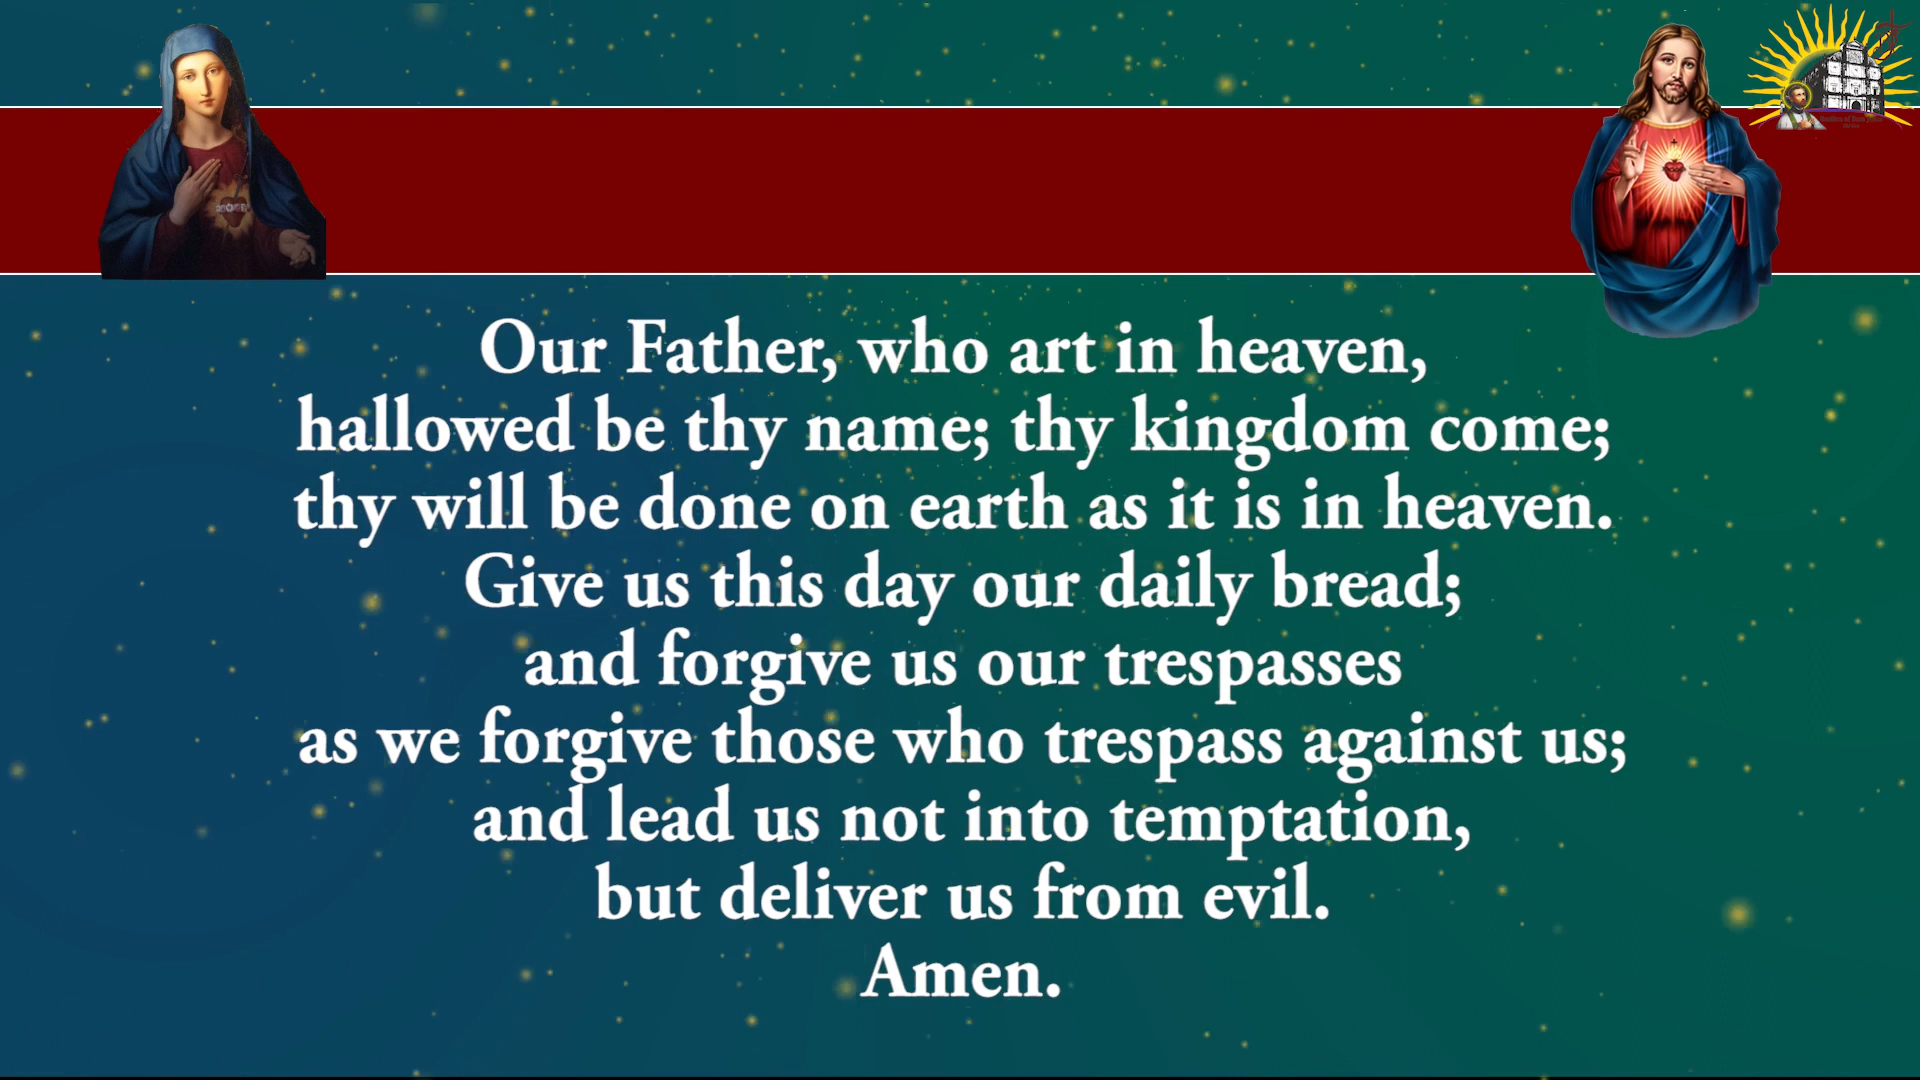 Our Father, who art in heaven,
hallowed be thy name; thy kingdom come;
thy will be done on earth as it is in heaven.
Give us this day our daily bread;
and forgive us our trespasses
as we forgive those who trespass against us;
and lead us not into temptation,
but deliver us from evil.
Amen.